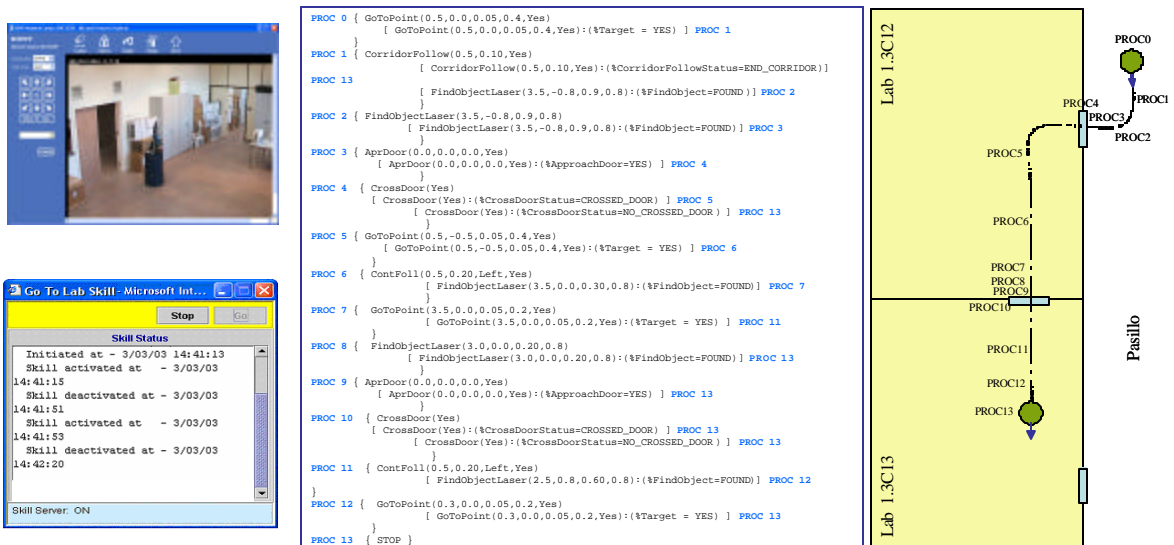 Go To Lab Skill - Microsoft Int...
Stop
Go
Skill Status
Initiated at - 3/03/03 14:41:13
Skill activated at - 3/03/03
14:41:15
Skill deactivated at - 3/03/03
14:41:51
Skill activated at - 3/03/03
14:41:53
Skill deactivated at - 3/03/03
14:42:20
Skill Server: ON
PROC 0 { GoToPoint(0.5,0.0,0.05,0.4,Yes)
[ GoToPoint(0.5,0.0,0.05,0.4,Yes):(%Target = YES) ] PROC 1
}
PROC 1 { CorridorFollow(0.5,0.10,Yes)
[ CorridorFollow(0.5,0.10,Yes):(%CorridorFollowStatus=END_CORRIDOR)]
PROC 13
[ FindObjectLaser(3.5,-0.8,0.9,0.8):(%FindObject=FOUND)] PROC 2
}
PROC 2 { FindObjectLaser(3.5,-0.8,0.9,0.8)
[ FindObjectLaser(3.5,-0.8,0.9,0.8):(%FindObject=FOUND)] PROC 3
}
PROC 3 { AprDoor(0.0,0.0,0.0,Yes)
[ AprDoor(0.0,0.0,0.0,Yes):(%ApproachDoor=YES) ] PROC 4
}
PROC 4 { CrossDoor(Yes)
[ CrossDoor(Yes):(%CrossDoorStatus=CROSSED_DOOR) ] PROC 5
[ CrossDoor(Yes):(%CrossDoorStatus=NO_CROSSED_DOOR ) ] PROC 13
}
PROC 5 { GoToPoint(0.5,-0.5,0.05,0.4,Yes)
[ GoToPoint(0.5,-0.5,0.05,0.4,Yes):(%Target = YES) ] PROC 6
}
PROC 6 { ContFoll(0.5,0.20,Left,Yes)
[ FindObjectLaser(3.5,0.0,0.30,0.8):(%FindObject=FOUND)] PROC 7
}
PROC 7 { GoToPoint(3.5,0.0,0.05,0.2,Yes)
[ GoToPoint(3.5,0.0,0.05,0.2,Yes):(%Target = YES) ] PROC 11
}
PROC 8 { FindObjectLaser(3.0,0.0,0.20,0.8)
[ FindObjectLaser(3.0,0.0,0.20,0.8):(%FindObject=FOUND)] PROC 13
}
PROC 9 { AprDoor(0.0,0.0,0.0,Yes)
[ AprDoor(0.0,0.0,0.0,Yes):(%ApproachDoor=YES) ] PROC 13
}
PROC 10 { CrossDoor(Yes)
[ CrossDoor(Yes):(%CrossDoorStatus=CROSSED_DOOR) ] PROC 13
[ CrossDoor(Yes):(%CrossDoorStatus=NO_CROSSED_DOOR ) ] PROC 13
}
PROC 11 { ContFoll(0.5,0.20,Left,Yes)
[ FindObjectLaser(2.5,0.8,0.60,0.8):(%FindObject=FOUND)] PROC 12
}
PROC 12 { GoToPoint(0.3,0.0,0.05,0.2,Yes)
[ GoToPoint(0.3,0.0,0.05,0.2,Yes):(%Target = YES) ] PROC 13
}
PROC 13 { STOP }
Lab 1.3C12
PROC0
PROC1
PROC4
PROC3
PROC2
PROC5
PROC6
PROC7
PROC8
PROC9
PROC10
Pasillo
PROC11
PROC12
PROC13
Lab 1.3C13